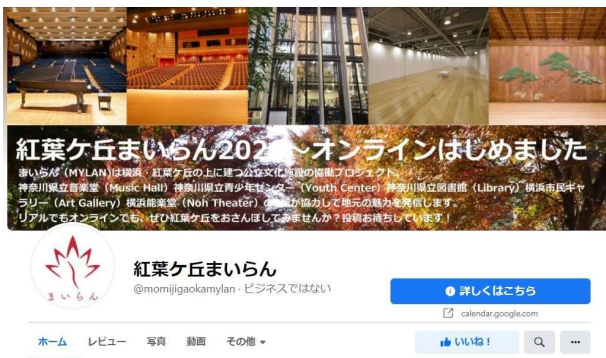 紅葉ケ丘まいらん202 ～オンラインはじめました
まいらん（MYLAN)は横浜・紅葉ケ丘の上に建つ公立文化施設の協働プロジェクト。
神奈川県立音楽堂（Music Hall）神奈川県立青少年センター（Youth Center）神奈川県立図書館（Library）横浜市民ギャ
ラリー（Art Gallery）横浜能楽堂（Noh Theater）の が協力して地元の魅力を発信します。
リアルでもオンラインでも、ぜひ紅葉ケ丘をおさんぽしてみませんか？投稿お待ちしています！
まいらん
紅葉ケ丘まいらん
@momijigaokamylan · ビジネスではない
詳しくはこちら
calendar.google.com
ホーム レビュー 写真 動画 その他
いいね！